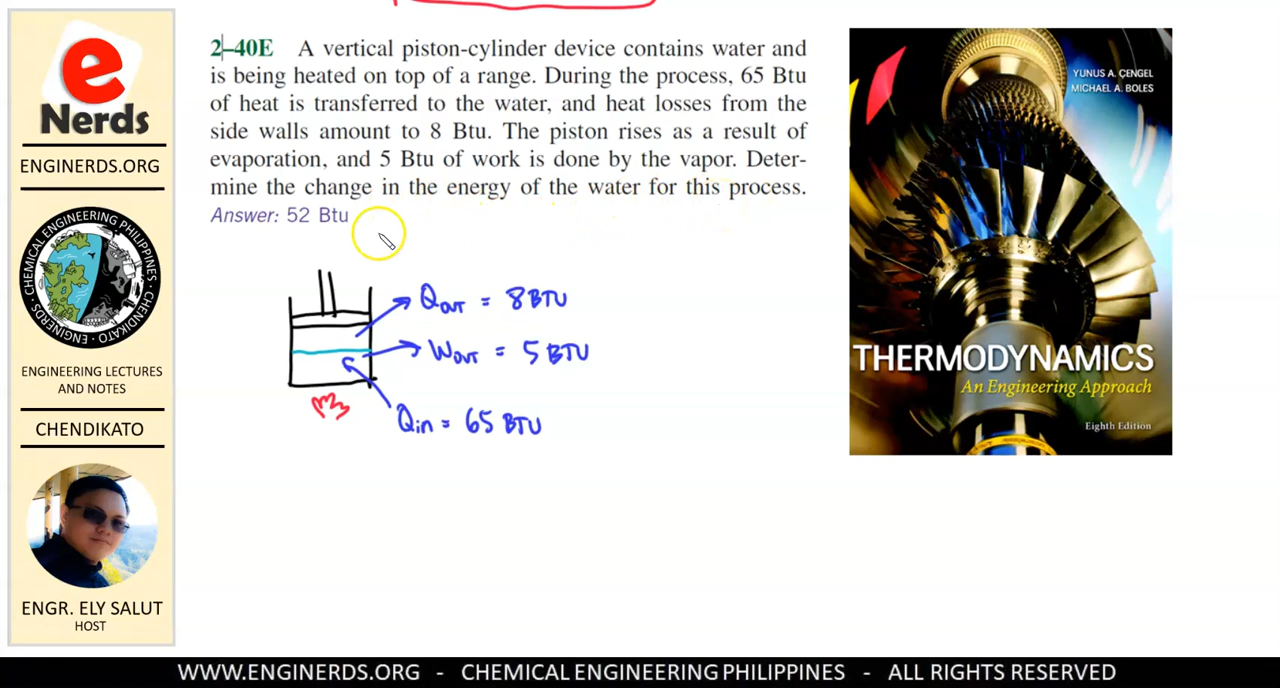 e
Nerds
ENGINERDS.ORG
CHEMICAL ENGINEERING PHILIPPINES
· CHENDIKATO ·
ENGINEERING LECTURES
AND NOTES
CHENDIKATO
ENGR. ELY SALUT
HOST
2-40E A vertical piston-cylinder device contains water and
is being heated on top of a range. During the process, 65 Btu
of heat is transferred to the water, and heat losses from the
side walls amount to 8 Btu. The piston rises as a result of
evaporation, and 5 Btu of work is done by the vapor. Deter-
mine the change in the energy of the water for this process.
Answer: 52 Btu
Qout = 8 BTU
Wout = 5 BTU
Qin = 65 BTU
YUNUS A. ÇENGEL
MICHAEL A. BOLES
THERMODYNAMICS
An Engineering Approach
Eighth Edition
WWW.ENGINERDS.ORG - CHEMICAL ENGINEERING PHILIPPINES - ALL RIGHTS RESERVED